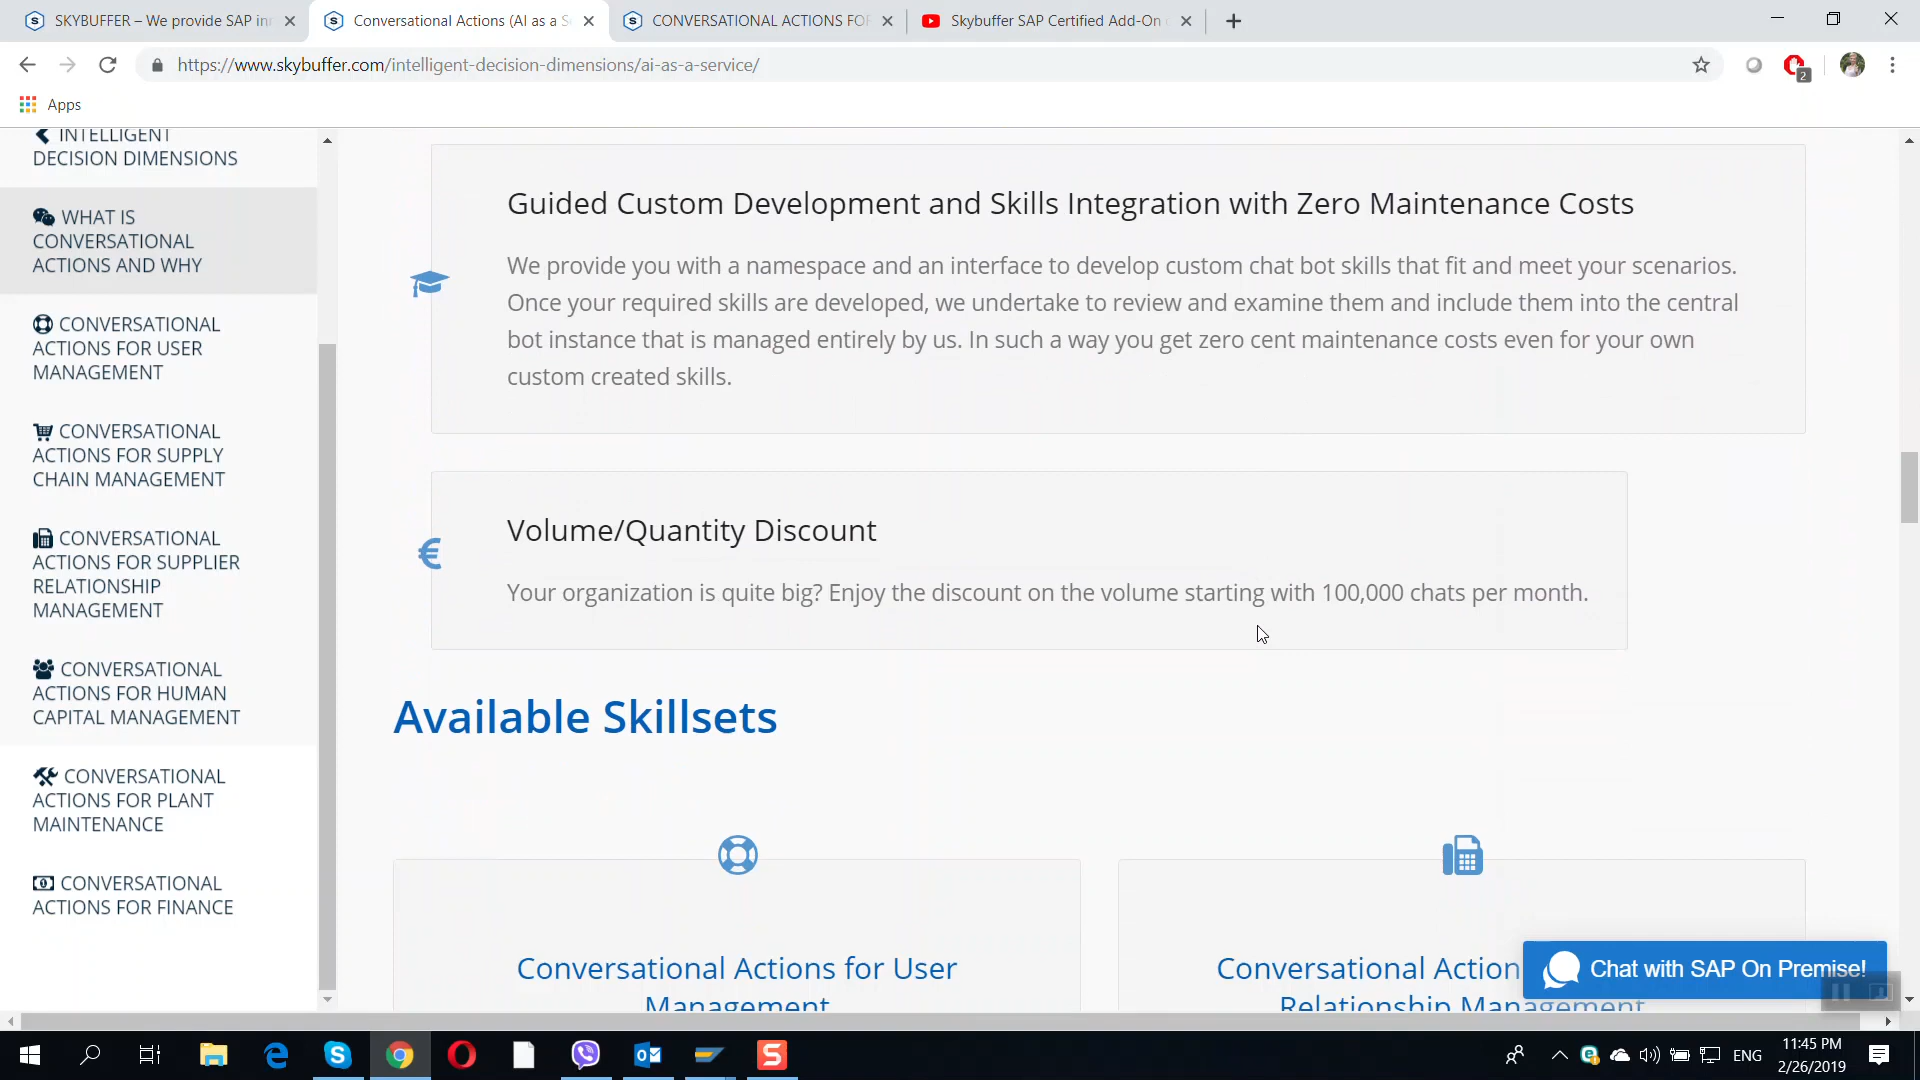 SKYBUFFER – We provide SAP in
Conversational Actions (AI as a S
CONVERSATIONAL ACTIONS FOR
Skybuffer SAP Certified Add-On
https://www.skybuffer.com/intelligent-decision-dimensions/ai-as-a-service/
2
Apps
INTELLIGENT
DECISION DIMENSIONS
WHAT IS
CONVERSATIONAL
ACTIONS AND WHY
CONVERSATIONAL
ACTIONS FOR USER
MANAGEMENT
CONVERSATIONAL
ACTIONS FOR SUPPLY
CHAIN MANAGEMENT
CONVERSATIONAL
ACTIONS FOR SUPPLIER
RELATIONSHIP
MANAGEMENT
CONVERSATIONAL
ACTIONS FOR HUMAN
CAPITAL MANAGEMENT
CONVERSATIONAL
ACTIONS FOR PLANT
MAINTENANCE
CONVERSATIONAL
ACTIONS FOR FINANCE
Guided Custom Development and Skills Integration with Zero Maintenance Costs
We provide you with a namespace and an interface to develop custom chat bot skills that fit and meet your scenarios.
Once your required skills are developed, we undertake to review and examine them and include them into the central
bot instance that is managed entirely by us. In such a way you get zero cent maintenance costs even for your own
custom created skills.
€
Volume/Quantity Discount
Your organization is quite big? Enjoy the discount on the volume starting with 100,000 chats per month.
Available Skillsets
Conversational Actions for User
Management
Conversational Action
Relationship Management
Chat with SAP On Premise!
ENG
11:45 PM
2/26/2019